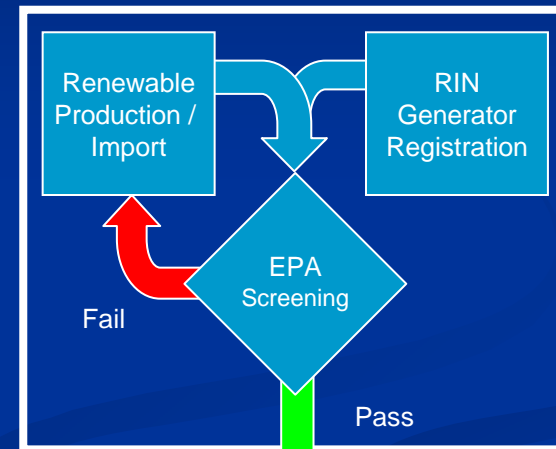 Renewable
Production /
Import
RIN
Generator
Registration
EPA
Screening
Fail
Pass